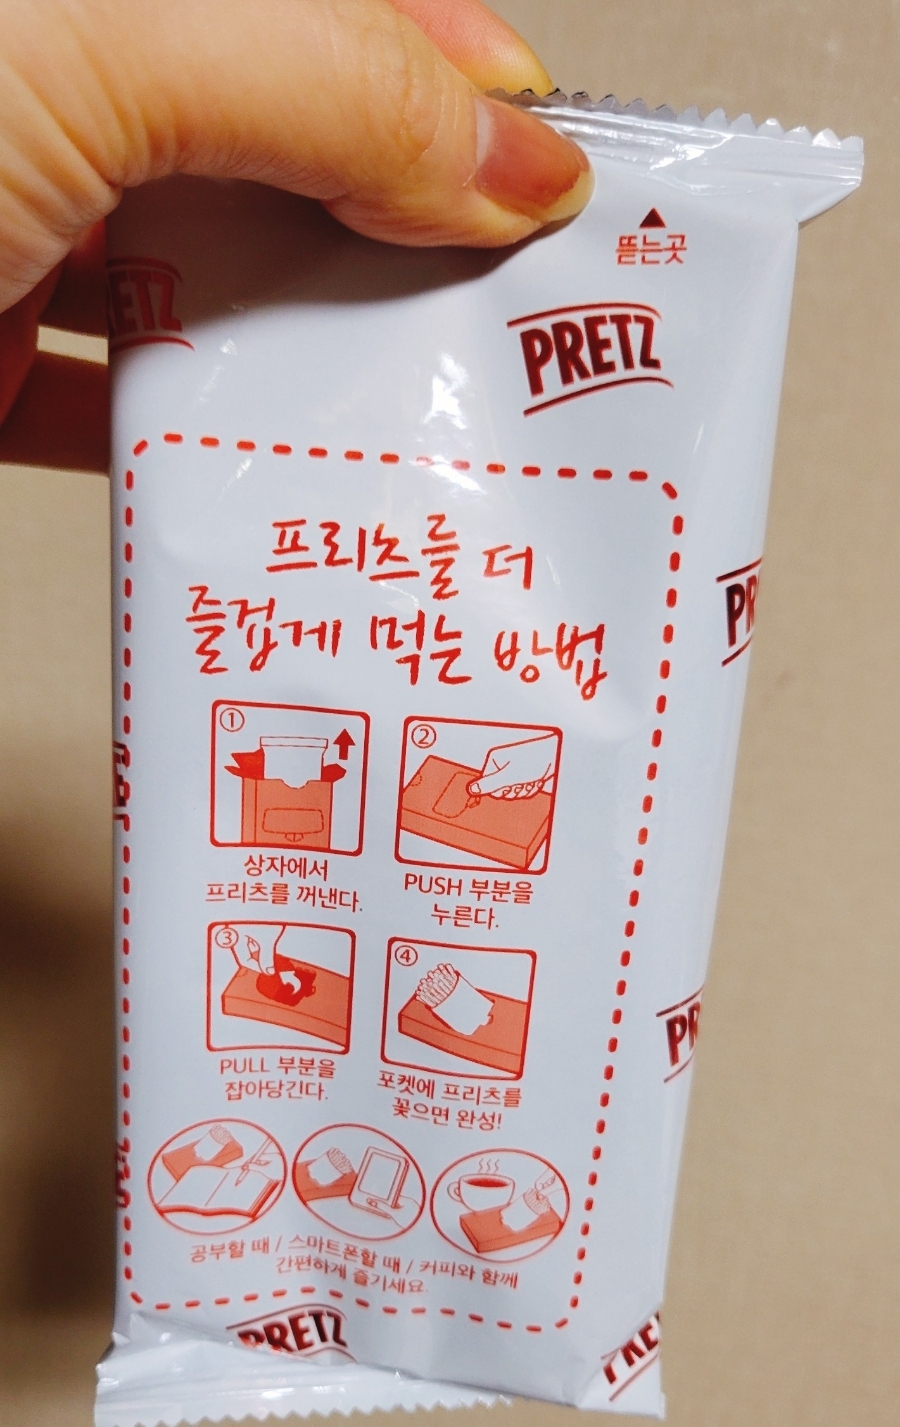 뜯는곳
PRETZ
프리츠를 더
즐겁게 먹는 방법
①
②
상자에서
프리츠를 꺼낸다.
PUSH 부분을
누른다.
③
④
PULL 부분을
잡아당긴다.
포켓에 프리츠를
꽂으면 완성!
공부할 때 / 스마트폰할 때 / 커피와 함께
간편하게 즐기세요.
PRETZ